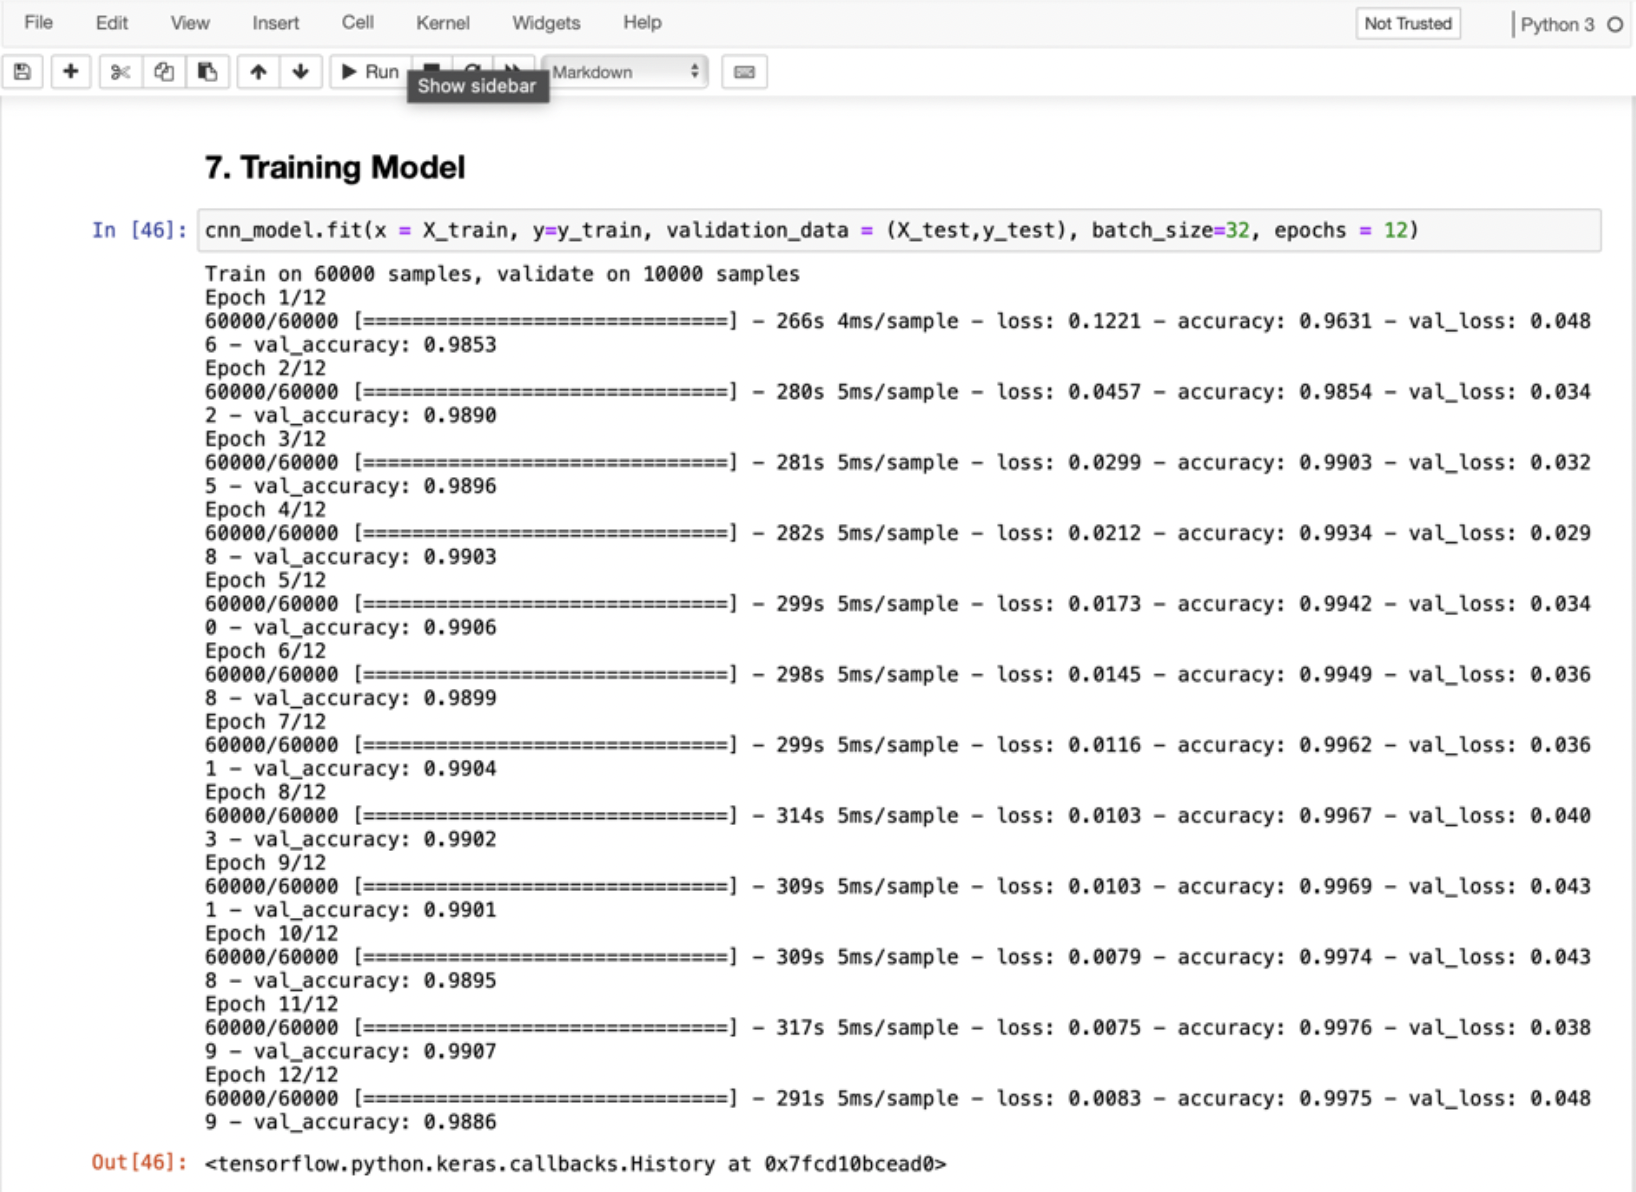 File Edit View Insert Cell Kernel Widgets Help Not Trusted Python 3
Run Markdown
Show sidebar
7. Training Model
In [46]: cnn_model.fit(x = X_train, y=y_train, validation_data = (X_test,y_test), batch_size=32, epochs = 12)
Train on 60000 samples, validate on 10000 samples
Epoch 1/12
60000/60000 [==============================] - 266s 4ms/sample - loss: 0.1221 - accuracy: 0.9631 - val_loss: 0.048
6 - val_accuracy: 0.9853
Epoch 2/12
60000/60000 [==============================] - 280s 5ms/sample - loss: 0.0457 - accuracy: 0.9854 - val_loss: 0.034
2 - val_accuracy: 0.9890
Epoch 3/12
60000/60000 [==============================] - 281s 5ms/sample - loss: 0.0299 - accuracy: 0.9903 - val_loss: 0.032
5 - val_accuracy: 0.9896
Epoch 4/12
60000/60000 [==============================] - 282s 5ms/sample - loss: 0.0212 - accuracy: 0.9934 - val_loss: 0.029
8 - val_accuracy: 0.9903
Epoch 5/12
60000/60000 [==============================] - 299s 5ms/sample - loss: 0.0173 - accuracy: 0.9942 - val_loss: 0.034
0 - val_accuracy: 0.9906
Epoch 6/12
60000/60000 [==============================] - 298s 5ms/sample - loss: 0.0145 - accuracy: 0.9949 - val_loss: 0.036
8 - val_accuracy: 0.9899
Epoch 7/12
60000/60000 [==============================] - 299s 5ms/sample - loss: 0.0116 - accuracy: 0.9962 - val_loss: 0.036
1 - val_accuracy: 0.9904
Epoch 8/12
60000/60000 [==============================] - 314s 5ms/sample - loss: 0.0103 - accuracy: 0.9967 - val_loss: 0.040
3 - val_accuracy: 0.9902
Epoch 9/12
60000/60000 [==============================] - 309s 5ms/sample - loss: 0.0103 - accuracy: 0.9969 - val_loss: 0.043
1 - val_accuracy: 0.9901
Epoch 10/12
60000/60000 [==============================] - 309s 5ms/sample - loss: 0.0079 - accuracy: 0.9974 - val_loss: 0.043
8 - val_accuracy: 0.9895
Epoch 11/12
60000/60000 [==============================] - 317s 5ms/sample - loss: 0.0075 - accuracy: 0.9976 - val_loss: 0.038
9 - val_accuracy: 0.9907
Epoch 12/12
60000/60000 [==============================] - 291s 5ms/sample - loss: 0.0083 - accuracy: 0.9975 - val_loss: 0.048
9 - val_accuracy: 0.9886
Out[46]: <tensorflow.python.keras.callbacks.History at 0x7fcd10bcead0>